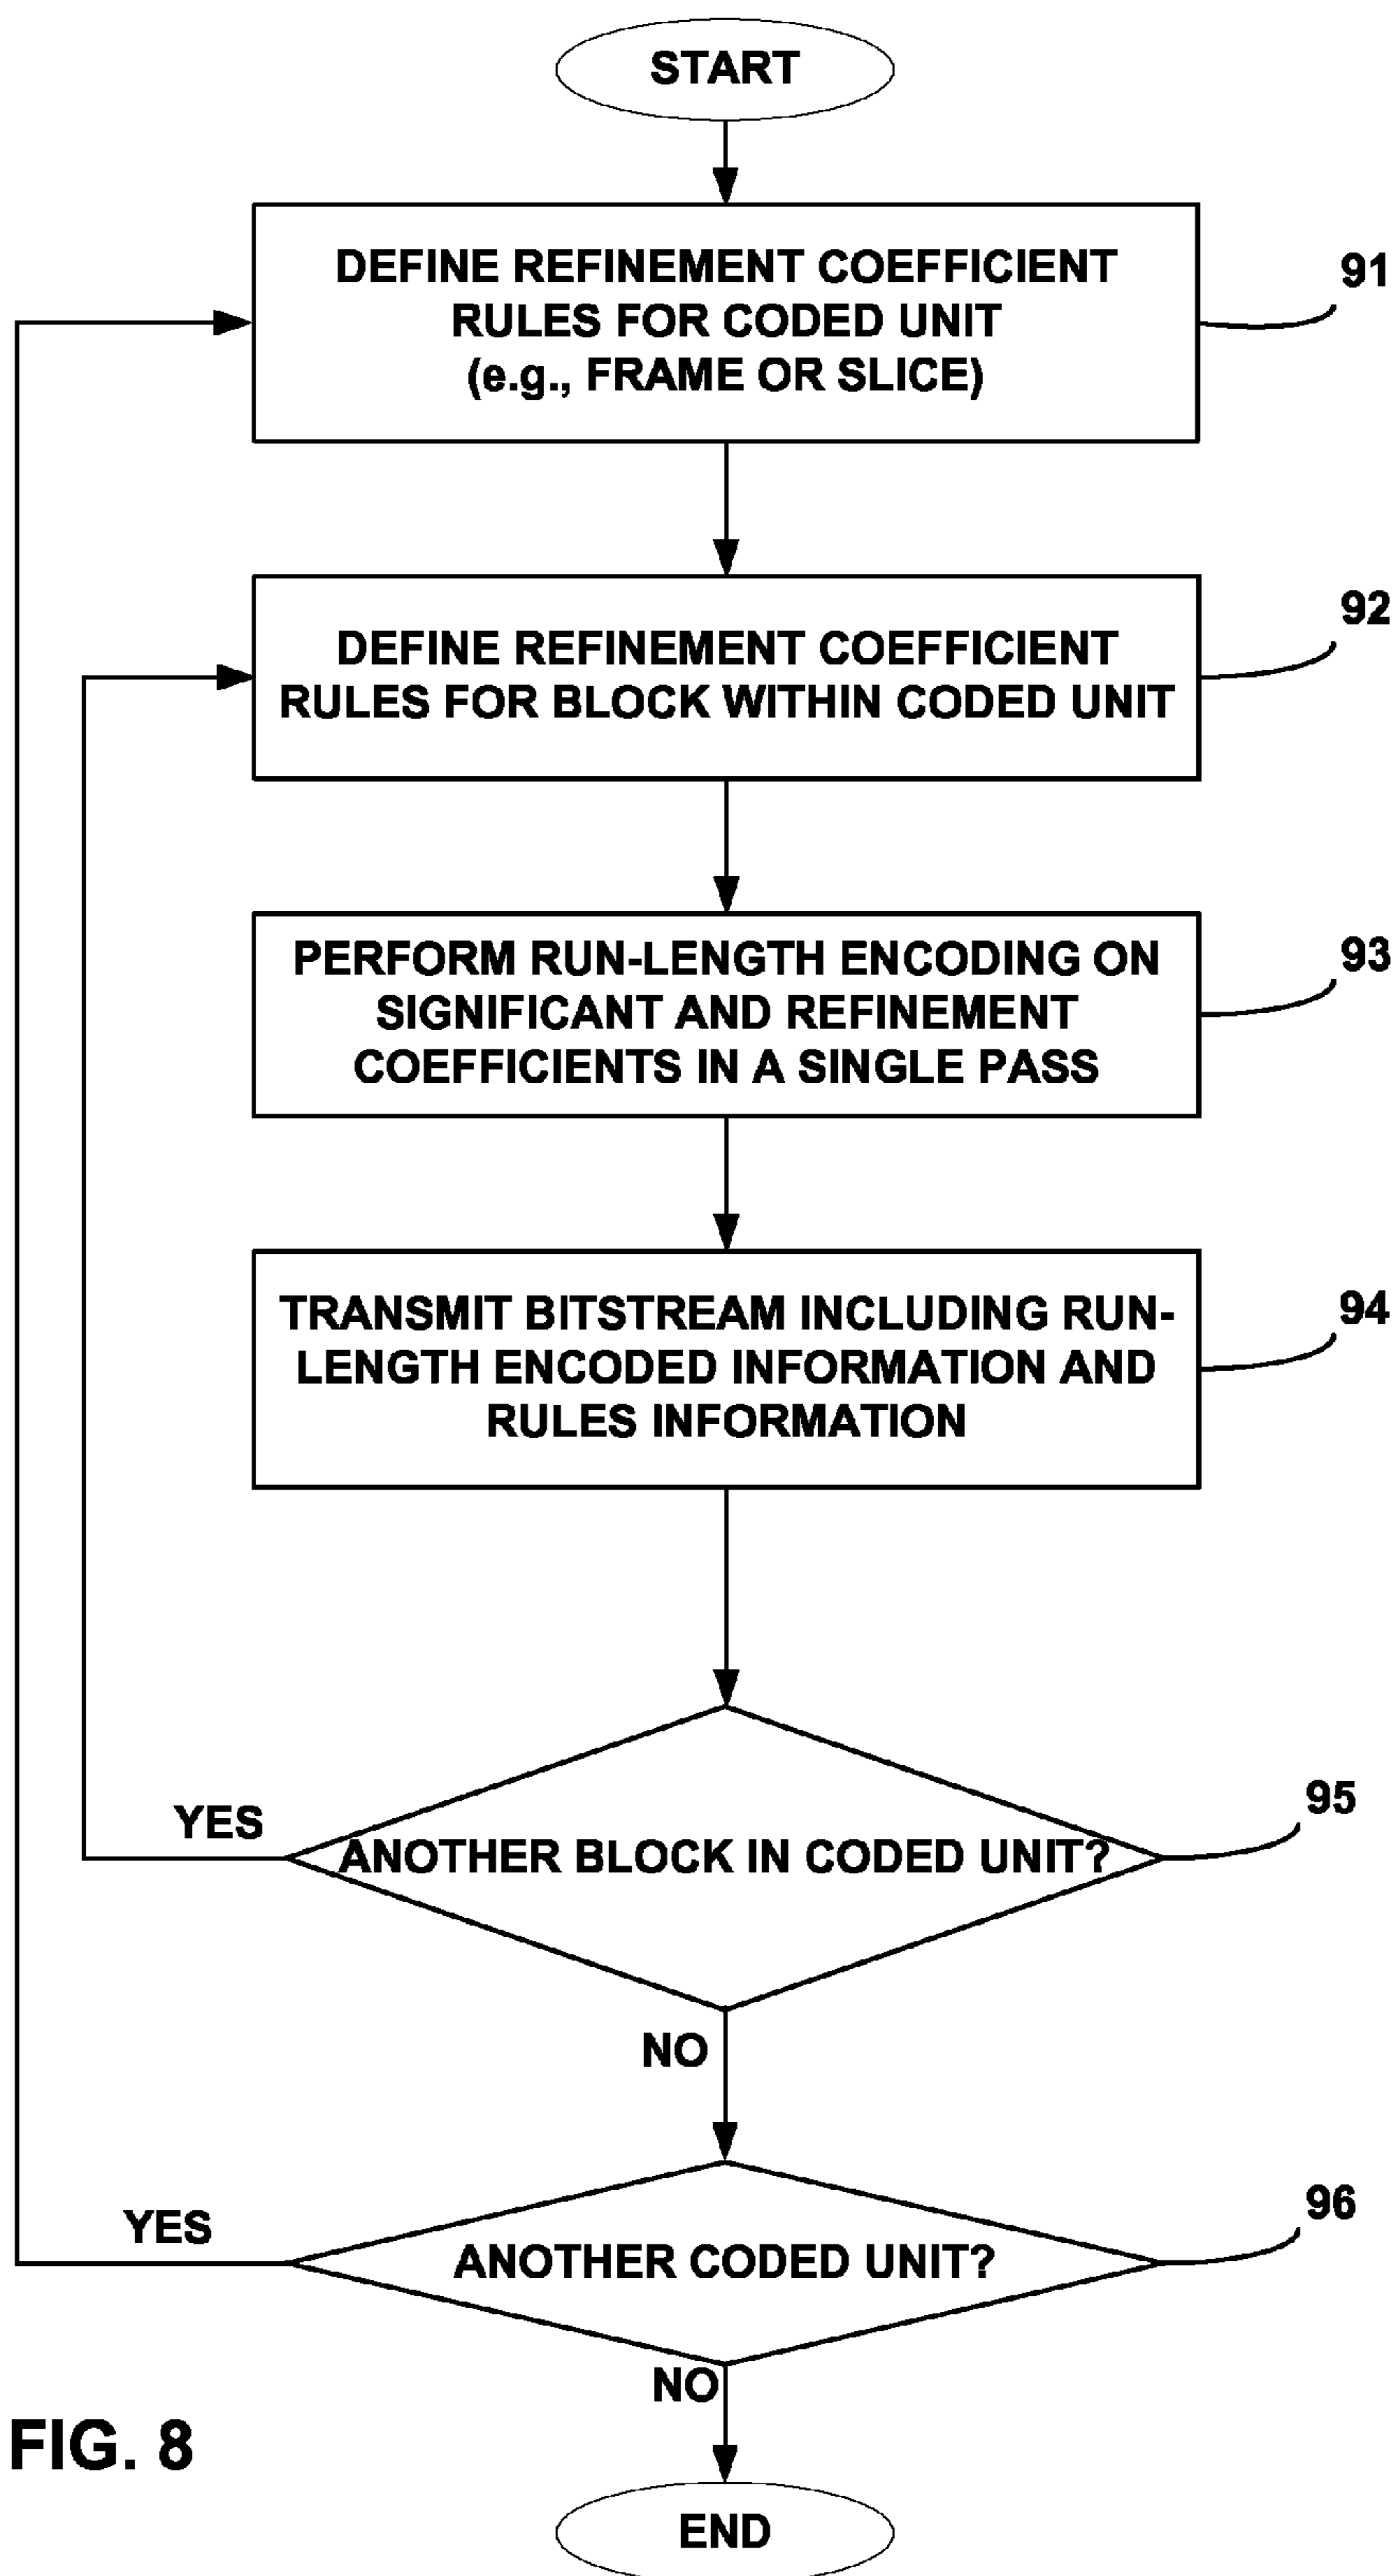 START
DEFINE REFINEMENT COEFFICIENT
RULES FOR CODED UNIT
(e.g., FRAME OR SLICE)
91
DEFINE REFINEMENT COEFFICIENT
RULES FOR BLOCK WITHIN CODED UNIT
92
PERFORM RUN-LENGTH ENCODING ON
SIGNIFICANT AND REFINEMENT
COEFFICIENTS IN A SINGLE PASS
93
TRANSMIT BITSTREAM INCLUDING RUN-
LENGTH ENCODED INFORMATION AND
RULES INFORMATION
94
YES
ANOTHER BLOCK IN CODED UNIT?
95
NO
YES
ANOTHER CODED UNIT?
96
NO
FIG. 8
END